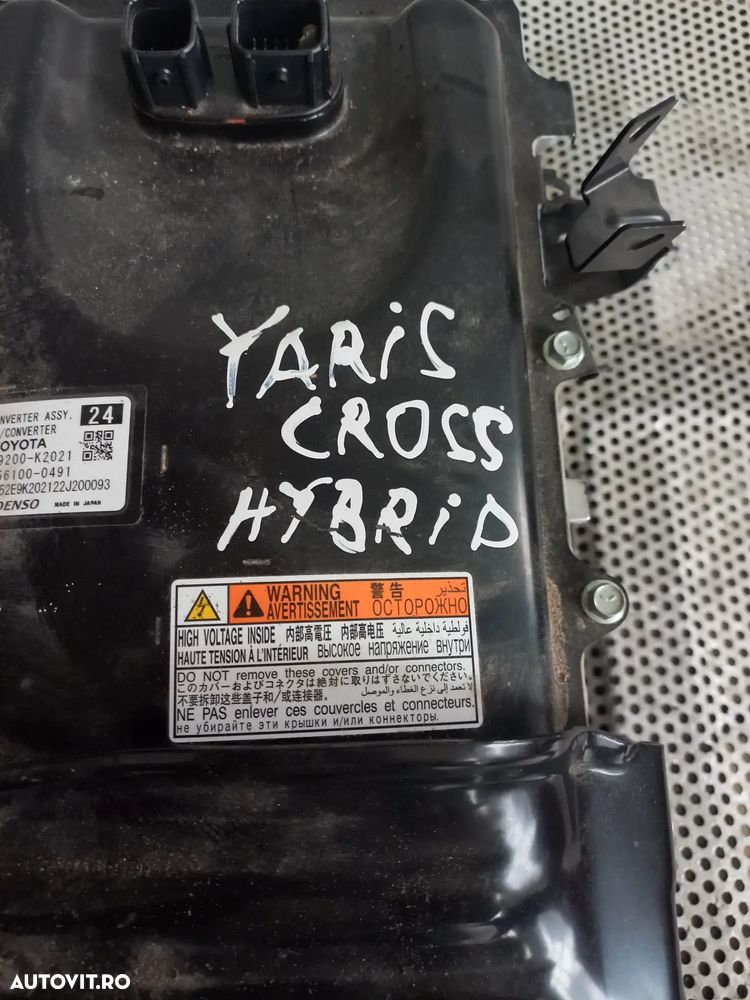 YARiS
CROSS
HYBRiD
NVERTER ASSY, 24
/CONVERTER
OYOTA
9200-K2021
56100-0491
52E9K202122J200093
DENSO MADE IN JAPAN
WARNING 警告 تحذير
AVERTISSEMENT ОСТОРОЖНО
HIGH VOLTAGE INSIDE 内部高電圧 内部高电压 فولطية داخلية عالية
HAUTE TENSION À L'INTÉRIEUR Высокое напряжение внутри
DO NOT remove these covers and/or connectors.
このカバーおよびコネクタは絶対に取りはずさないでください。
不要拆卸这些盖子和/或连接器. لا تعمد إلى نزع الغطاء والموصل
NE PAS enlever ces couvercles et connecteurs.
не убирайте эти крышки и/или коннекторы.
AUTOVIT.RO